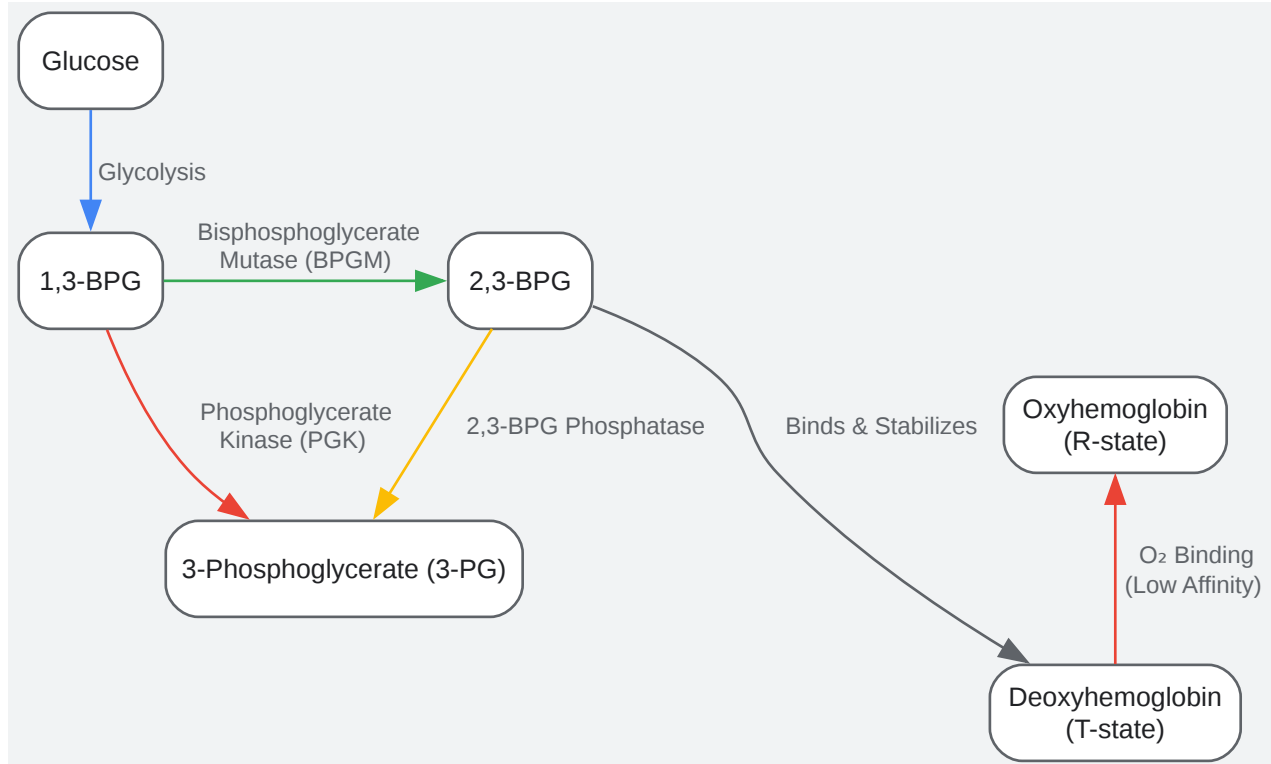 Glucose
Glycolysis
Bisphosphoglycerate
Mutase (BPGM)
1,3-BPG
2,3-BPG
Phosphoglycerate
Kinase (PGK)
2,3-BPG Phosphatase
Binds & Stabilizes
Oxyhemoglobin
(R-state)
3-Phosphoglycerate (3-PG)
O₂ Binding
(Low Affinity)
Deoxyhemoglobin
(T-state)